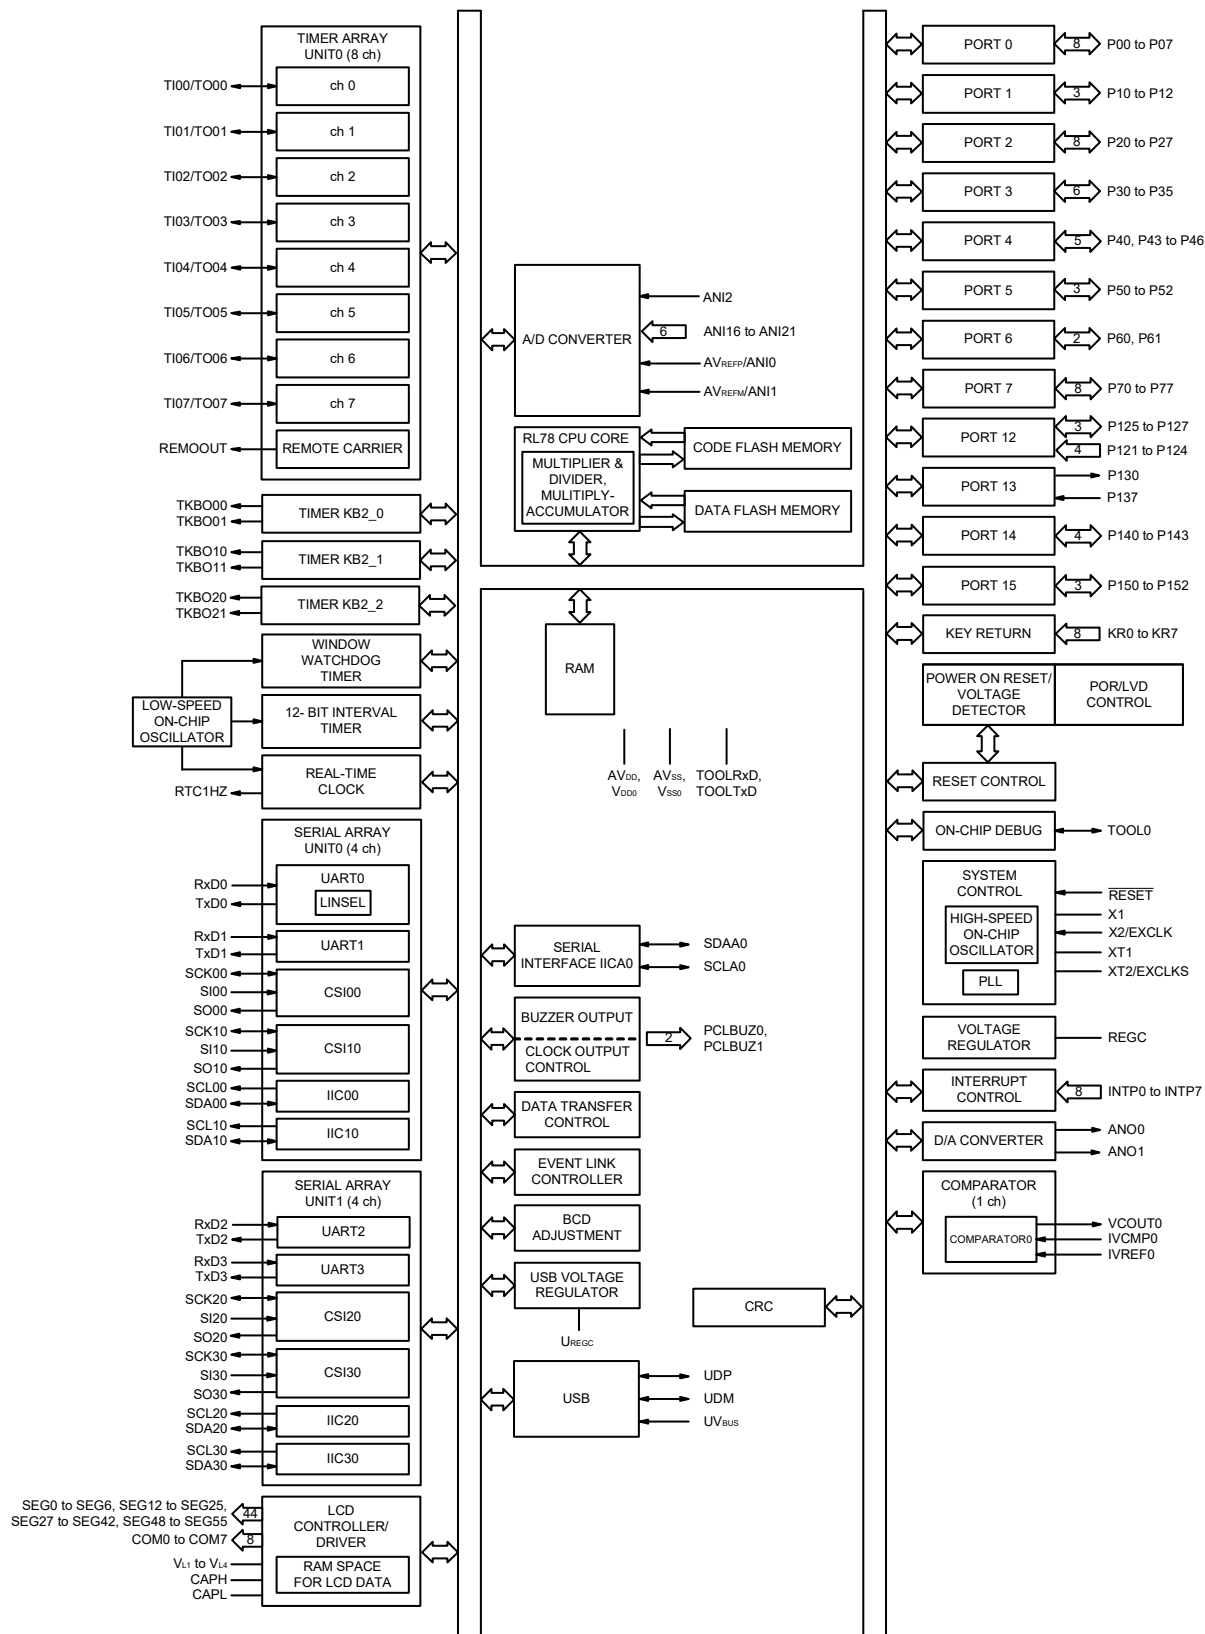 TIMER ARRAY
UNIT0 (8 ch)
TI00/TO00
ch 0
TI01/TO01
ch 1
TI02/TO02
ch 2
TI03/TO03
ch 3
TI04/TO04
ch 4
TI05/TO05
ch 5
TI06/TO06
ch 6
TI07/TO07
ch 7
REMOOUT
REMOTE CARRIER
TKBO00
TKBO01
TIMER KB2_0
TKBO10
TKBO11
TIMER KB2_1
TKBO20
TKBO21
TIMER KB2_2
WINDOW
WATCHDOG
TIMER
LOW-SPEED
ON-CHIP
OSCILLATOR
12- BIT INTERVAL
TIMER
REAL-TIME
CLOCK
RTC1HZ
SERIAL ARRAY
UNIT0 (4 ch)
RxD0
TxD0
UART0
LINSEL
RxD1
TxD1
UART1
SCK00
SI00
SO00
CSI00
SCK10
SI10
SO10
CSI10
SCL00
SDA00
IIC00
SCL10
SDA10
IIC10
SERIAL ARRAY
UNIT1 (4 ch)
RxD2
TxD2
UART2
RxD3
TxD3
UART3
SCK20
SI20
SO20
CSI20
SCK30
SI30
SO30
CSI30
SCL20
SDA20
IIC20
SCL30
SDA30
IIC30
SEG0 to SEG6, SEG12 to SEG25,
SEG27 to SEG42, SEG48 to SEG55
44
COM0 to COM7
8
VL1 to VL4
CAPH
CAPL
LCD
CONTROLLER/
DRIVER
RAM SPACE
FOR LCD DATA
A/D CONVERTER
ANI2
6
ANI16 to ANI21
AVREFP/ANI0
AVREFM/ANI1
RL78 CPU CORE
MULTIPLIER &
DIVIDER,
MULITIPLY-
ACCUMULATOR
CODE FLASH MEMORY
DATA FLASH MEMORY
RAM
AVDD,
VDD0
AVSS,
VSS0
TOOLRxD,
TOOLTxD
SERIAL
INTERFACE IICA0
SDAA0
SCLA0
BUZZER OUTPUT
CLOCK OUTPUT
CONTROL
2
PCLBUZ0,
PCLBUZ1
DATA TRANSFER
CONTROL
EVENT LINK
CONTROLLER
BCD
ADJUSTMENT
USB VOLTAGE
REGULATOR
UREGC
CRC
USB
UDP
UDM
UVBUS
PORT 0
8
P00 to P07
PORT 1
3
P10 to P12
PORT 2
8
P20 to P27
PORT 3
6
P30 to P35
PORT 4
5
P40, P43 to P46
PORT 5
3
P50 to P52
PORT 6
2
P60, P61
PORT 7
8
P70 to P77
PORT 12
3
P125 to P127
4
P121 to P124
PORT 13
P130
P137
PORT 14
4
P140 to P143
PORT 15
3
P150 to P152
KEY RETURN
8
KR0 to KR7
POWER ON RESET/
VOLTAGE
DETECTOR
POR/LVD
CONTROL
RESET CONTROL
ON-CHIP DEBUG
TOOL0
SYSTEM
CONTROL
HIGH-SPEED
ON-CHIP
OSCILLATOR
PLL
RESET
X1
X2/EXCLK
XT1
XT2/EXCLKS
VOLTAGE
REGULATOR
REGC
INTERRUPT
CONTROL
8
INTP0 to INTP7
D/A CONVERTER
ANO0
ANO1
COMPARATOR
(1 ch)
COMPARATOR0
VCOUT0
IVCMP0
IVREF0